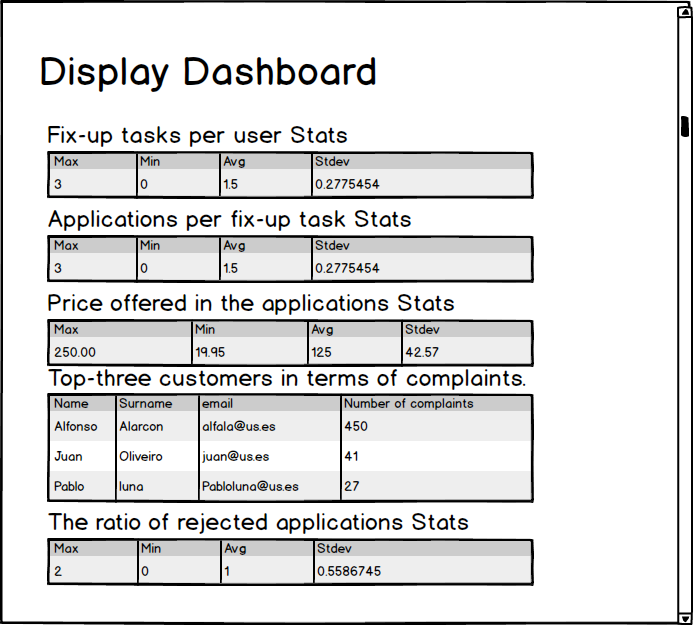 Display Dashboard
Fix-up tasks per user Stats
Max Min Avg Stdev
3 0 1.5 0.2775454
Applications per fix-up task Stats
Max Min Avg Stdev
3 0 1.5 0.2775454
Price offered in the applications Stats
Max Min Avg Stdev
250.00 19.95 125 42.57
Top-three customers in terms of complaints.
Name Surname email Number of complaints
Alfonso Alarcon alfala@us.es 450
Juan Oliveiro juan@us.es 41
Pablo luna Pabloluna@us.es 27
The ratio of rejected applications Stats
Max Min Avg Stdev
2 0 1 0.5586745